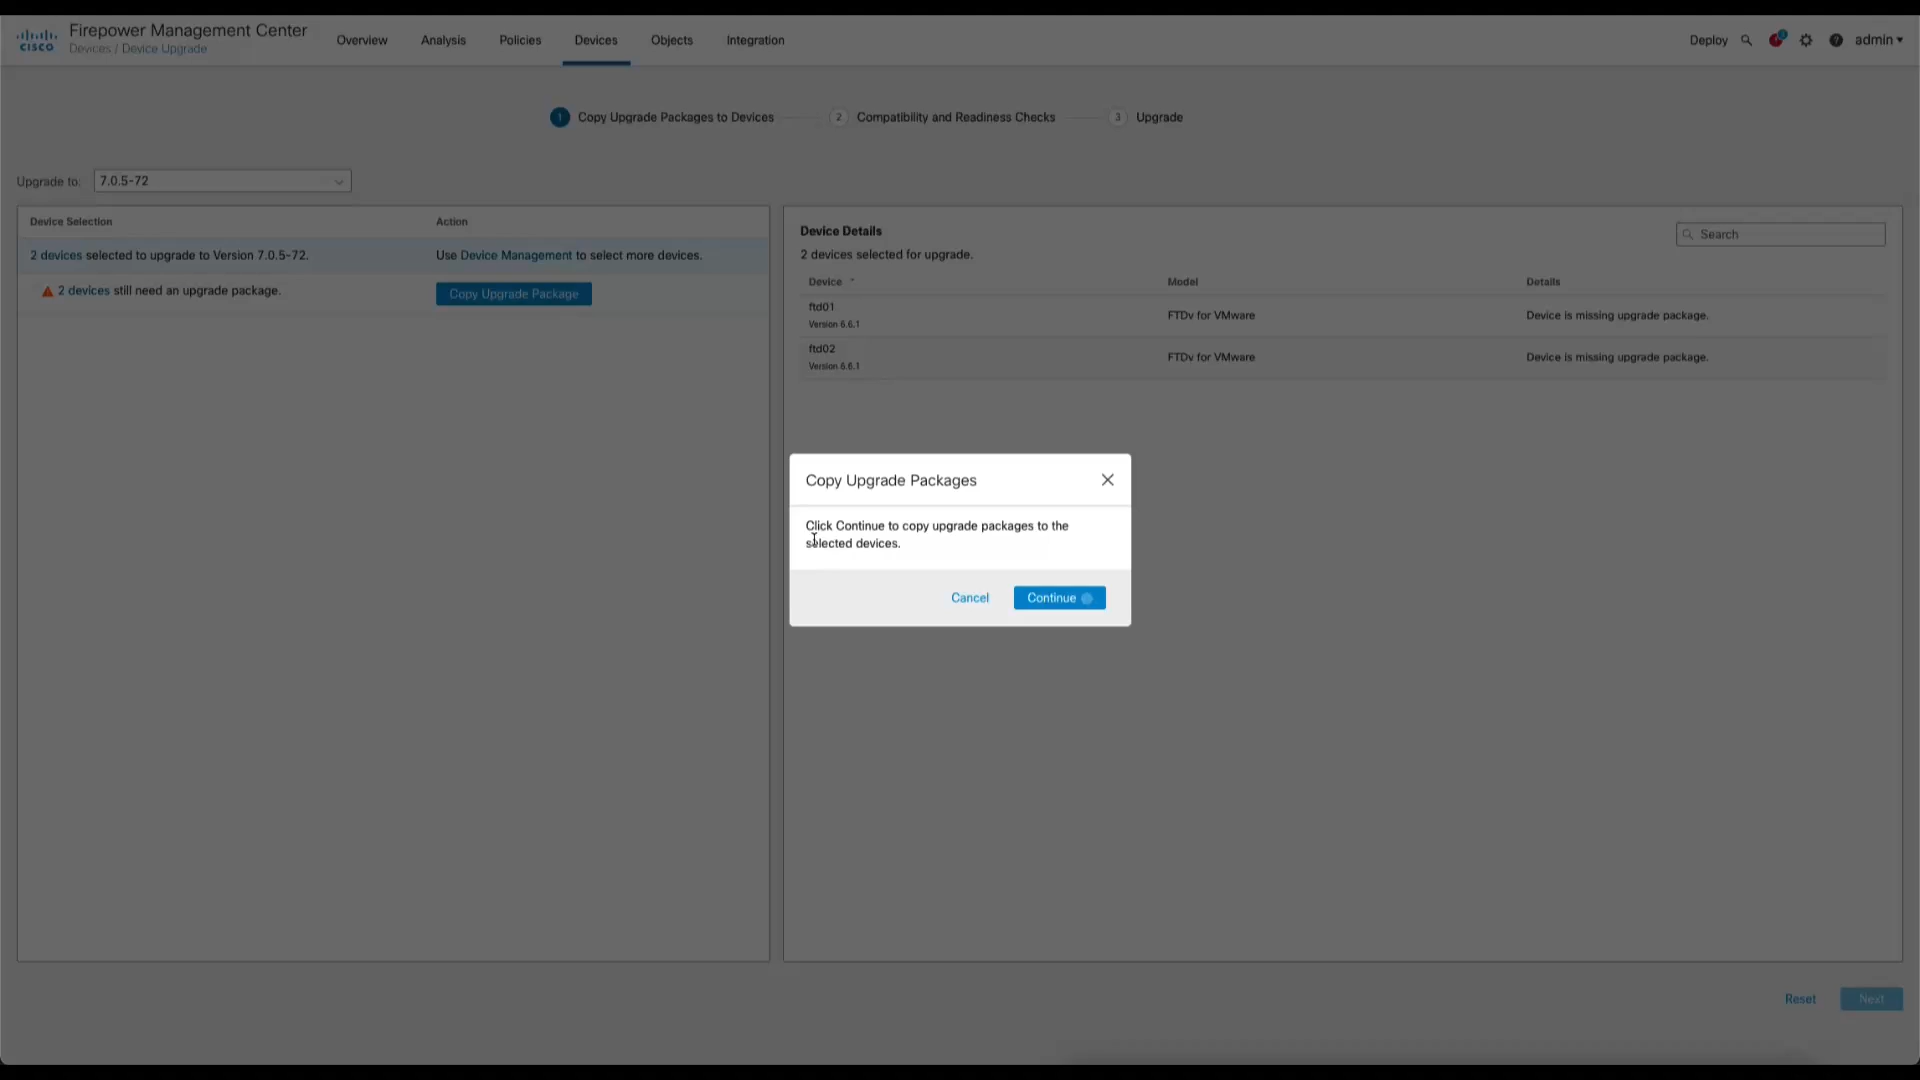 cisco
Firepower Management Center
Devices / Device Upgrade
Overview
Analysis
Policies
Devices
Objects
Integration
Deploy
admin
1 Copy Upgrade Packages to Devices
2 Compatibility and Readiness Checks
3 Upgrade
Upgrade to: 7.0.5-72
Device Selection Action
2 devices selected to upgrade to Version 7.0.5-72. Use Device Management to select more devices.
2 devices still need an upgrade package. Copy Upgrade Package
Device Details
Search
2 devices selected for upgrade.
Device Model Details
ftd01
Version 6.6.1
FTDv for VMware
Device is missing upgrade package.
ftd02
Version 6.6.1
FTDv for VMware
Device is missing upgrade package.
Copy Upgrade Packages
Click Continue to copy upgrade packages to the
selected devices.
Cancel Continue
Reset Next